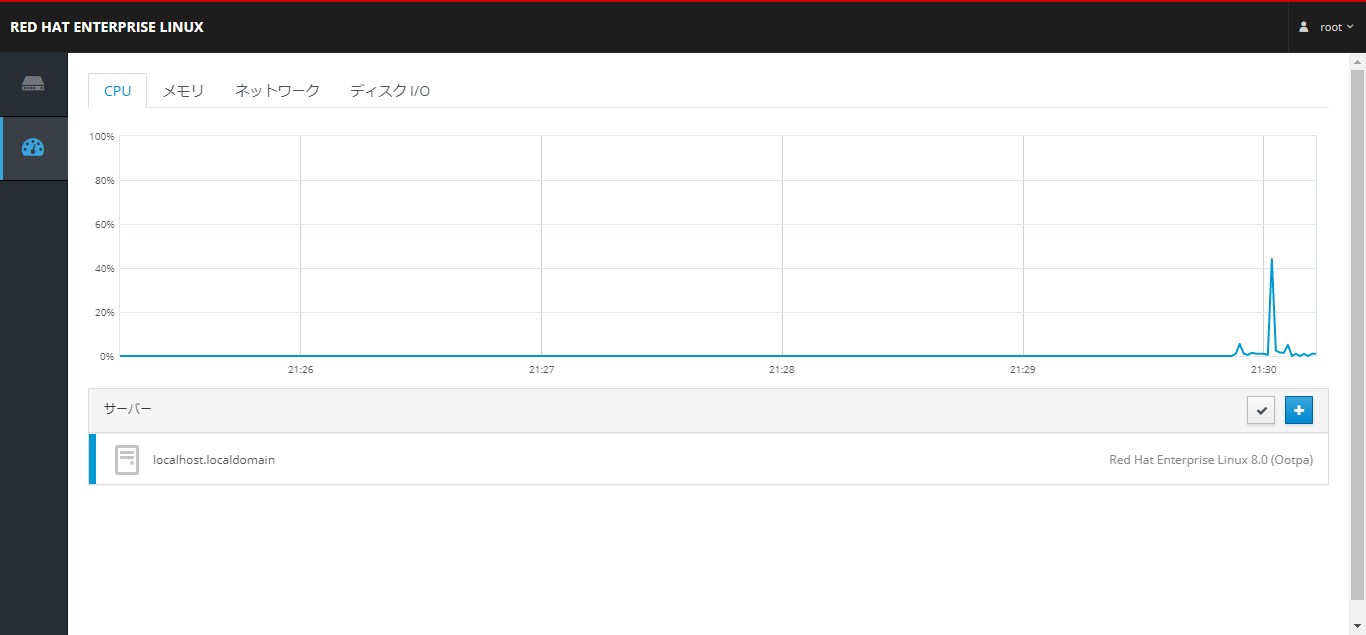 RED HAT ENTERPRISE LINUX
root
CPU メモリ ネットワーク ディスク I/O
100%
80%
60%
40%
20%
0%
21:26 21:27 21:28 21:29 21:30
サーバー
localhost.localdomain Red Hat Enterprise Linux 8.0 (Ootpa)